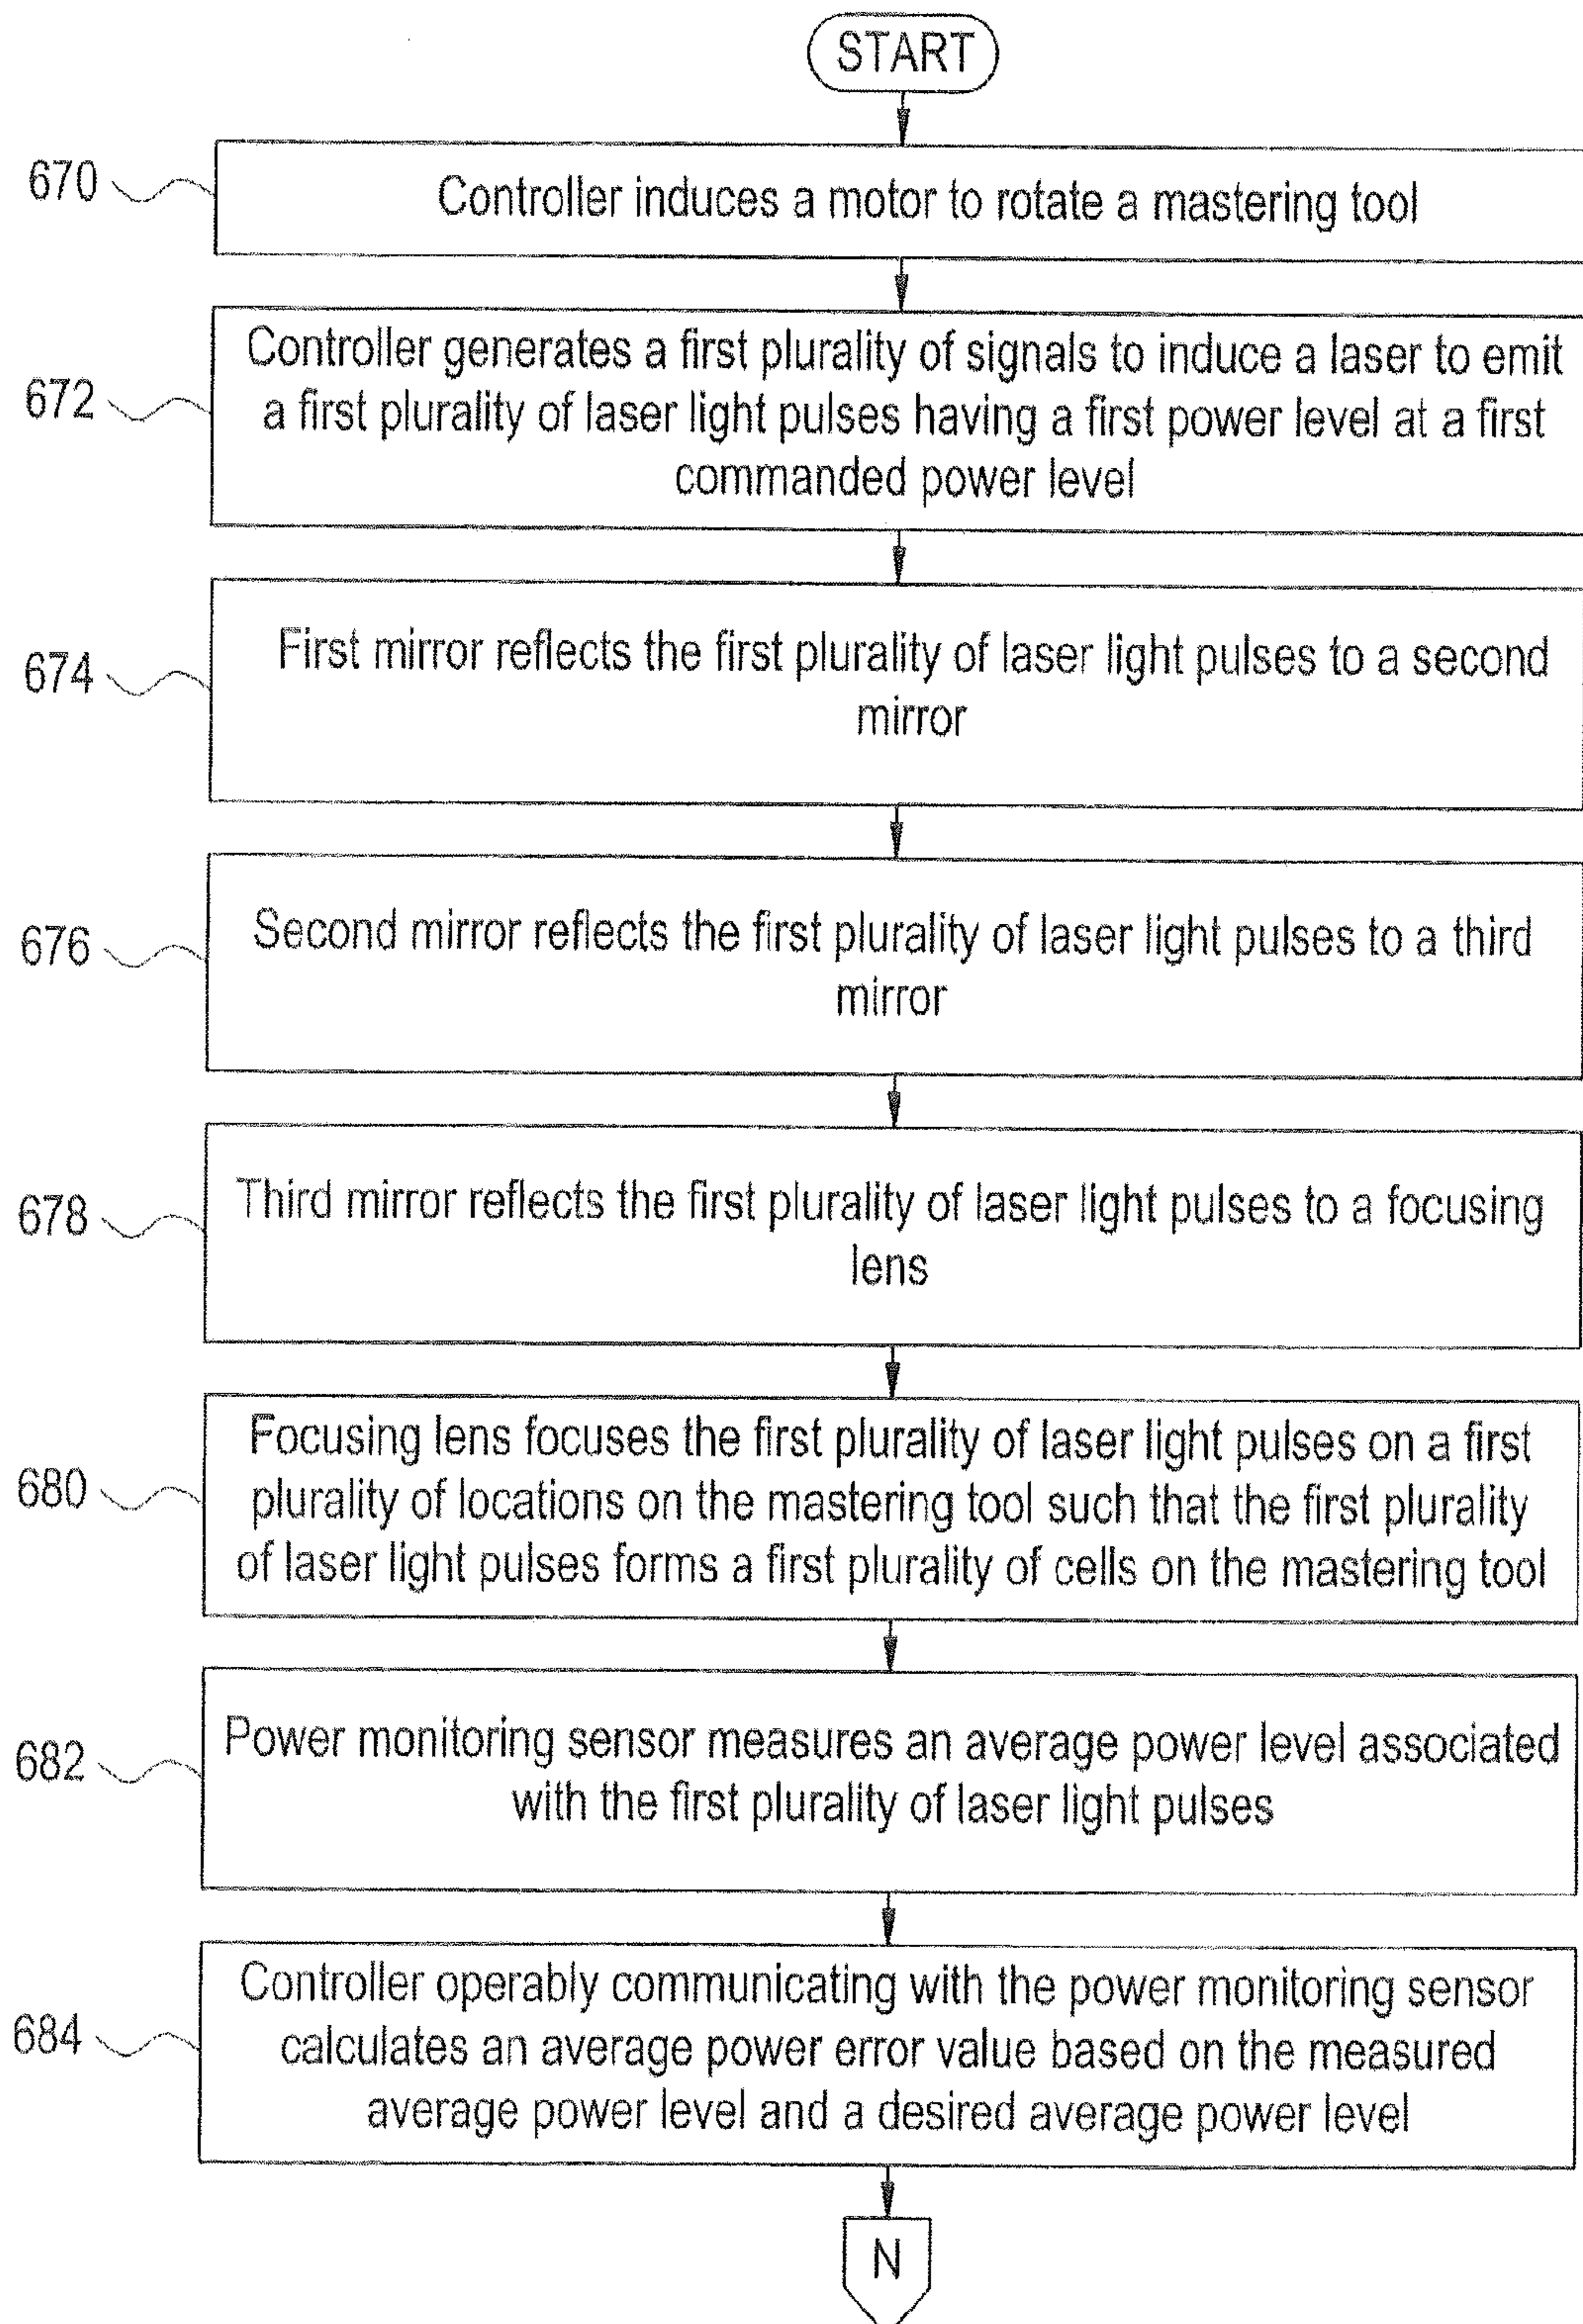 START
670
Controller induces a motor to rotate a mastering tool
672
Controller generates a first plurality of signals to induce a laser to emit
a first plurality of laser light pulses having a first power level at a first
commanded power level
674
First mirror reflects the first plurality of laser light pulses to a second
mirror
676
Second mirror reflects the first plurality of laser light pulses to a third
mirror
678
Third mirror reflects the first plurality of laser light pulses to a focusing
lens
680
Focusing lens focuses the first plurality of laser light pulses on a first
plurality of locations on the mastering tool such that the first plurality
of laser light pulses forms a first plurality of cells on the mastering tool
682
Power monitoring sensor measures an average power level associated
with the first plurality of laser light pulses
684
Controller operably communicating with the power monitoring sensor
calculates an average power error value based on the measured
average power level and a desired average power level
N